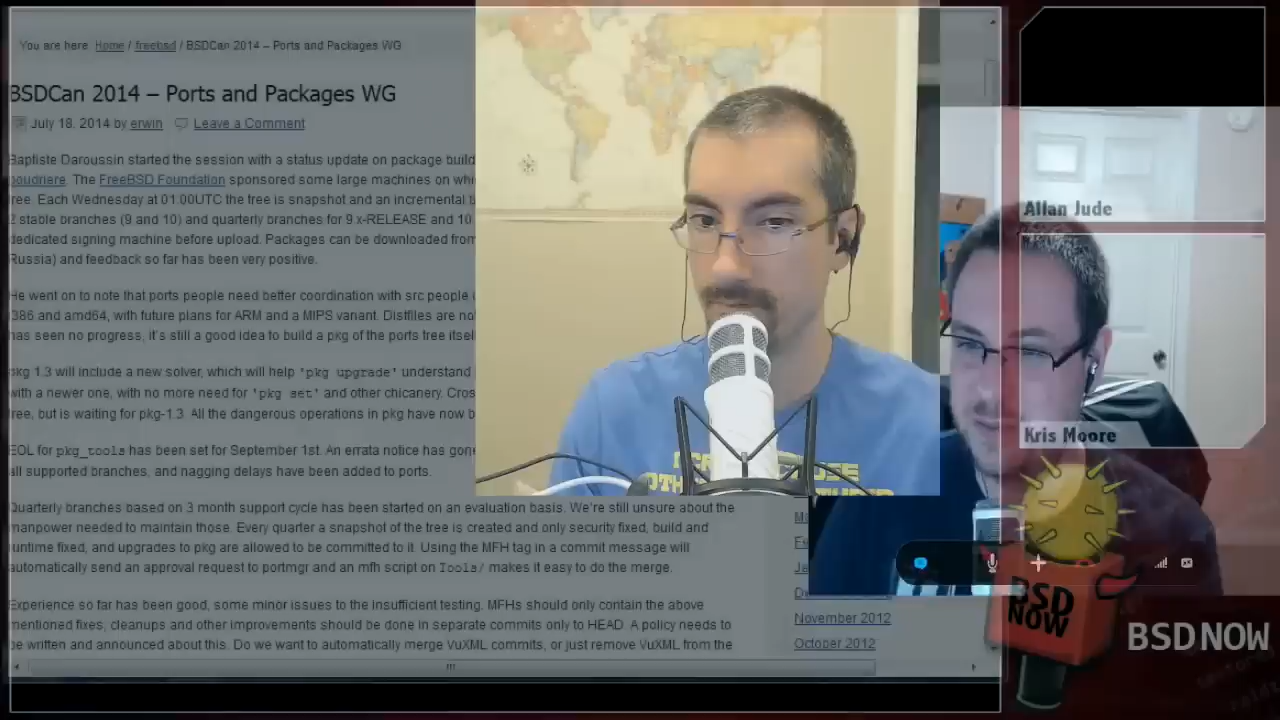 You are here: Home / freebsd / BSDCan 2014 – Ports and Packages WG
BSDCan 2014 – Ports and Packages WG
July 18, 2014 by erwin Leave a Comment
Baptiste Daroussin started the session with a status update on package build
poudriere. The FreeBSD Foundation sponsored some large machines on
tree. Each Wednesday at 01:00UTC the tree is snapshot and an incremental
2 stable branches (9 and 10) and quarterly branches for 9.x-RELEASE and 10
dedicated signing machine before upload. Packages can be downloaded from
Russia) and feedback so far has been very positive.
He went on to note that ports people need better coordination with src people
i386 and amd64, with future plans for ARM and a MIPS variant. Distfiles are
has seen no progress, it's still a good idea to build a pkg of the ports tree
pkg 1.3 will include a new solver, which will help 'pkg upgrade' understand
with a newer one, with no more need for 'pkg set' and other chicanery.
tree, but is waiting for pkg-1.3. All the dangerous operations in pkg have now
EOL for pkg_tools has been set for September 1st. An errata notice has
all supported branches, and nagging delays have been added to ports.
Quarterly branches based on 3 month support cycle has been started on an evaluation basis. We're still unsure about the
manpower needed to maintain those. Every quarter a snapshot of the tree is created and only security fixed, build and
runtime fixed, and upgrades to pkg are allowed to be committed to it. Using the MFH tag in a commit message will
automatically send an approval request to portmgr and an mfh script on Tools/ makes it easy to do the merge.
Experience so far has been good, some minor issues to the insufficient testing. MFHs should only contain the above
mentioned fixes, cleanups and other improvements should be done in separate commits only to HEAD. A policy needs to
be written and announced about this. Do we want to automatically merge VuXML commits, or just remove VuXML from the
November 2012
October 2012
Allan Jude
Kris Moore
BSD
NOW
BSD NOW